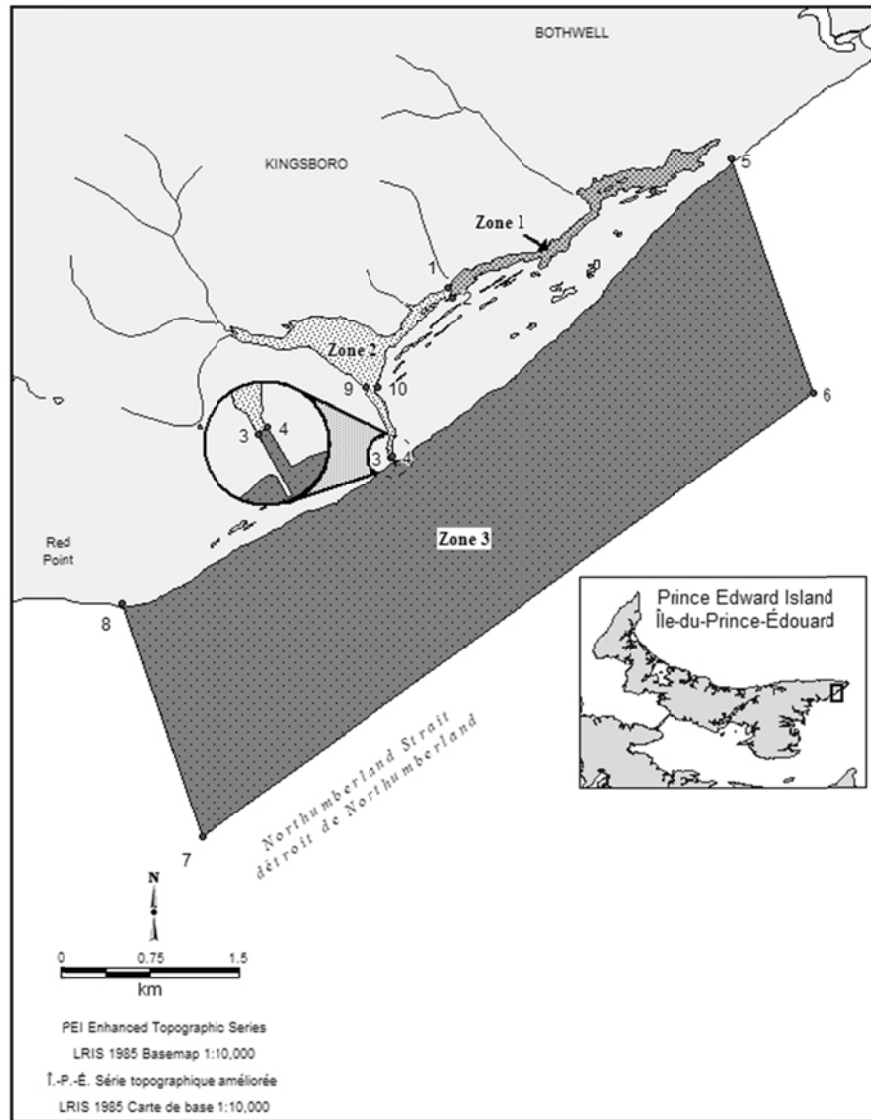 BOTHWELL
KINGSBORO
5
Zone 1
1
2
Zone 2
9
10
6
3
4
3
4
Zone 3
Red
Point
8
Prince Edward Island
Île-du-Prince-Édouard
Northumberland Strait
détroit de Northumberland
7
N
0 0.75 1.5
km
PEI Enhanced Topographic Series
LRIS 1985 Basemap 1:10,000
Î.-P.-É. Série topographique améliorée
LRIS 1985 Carte de base 1:10,000